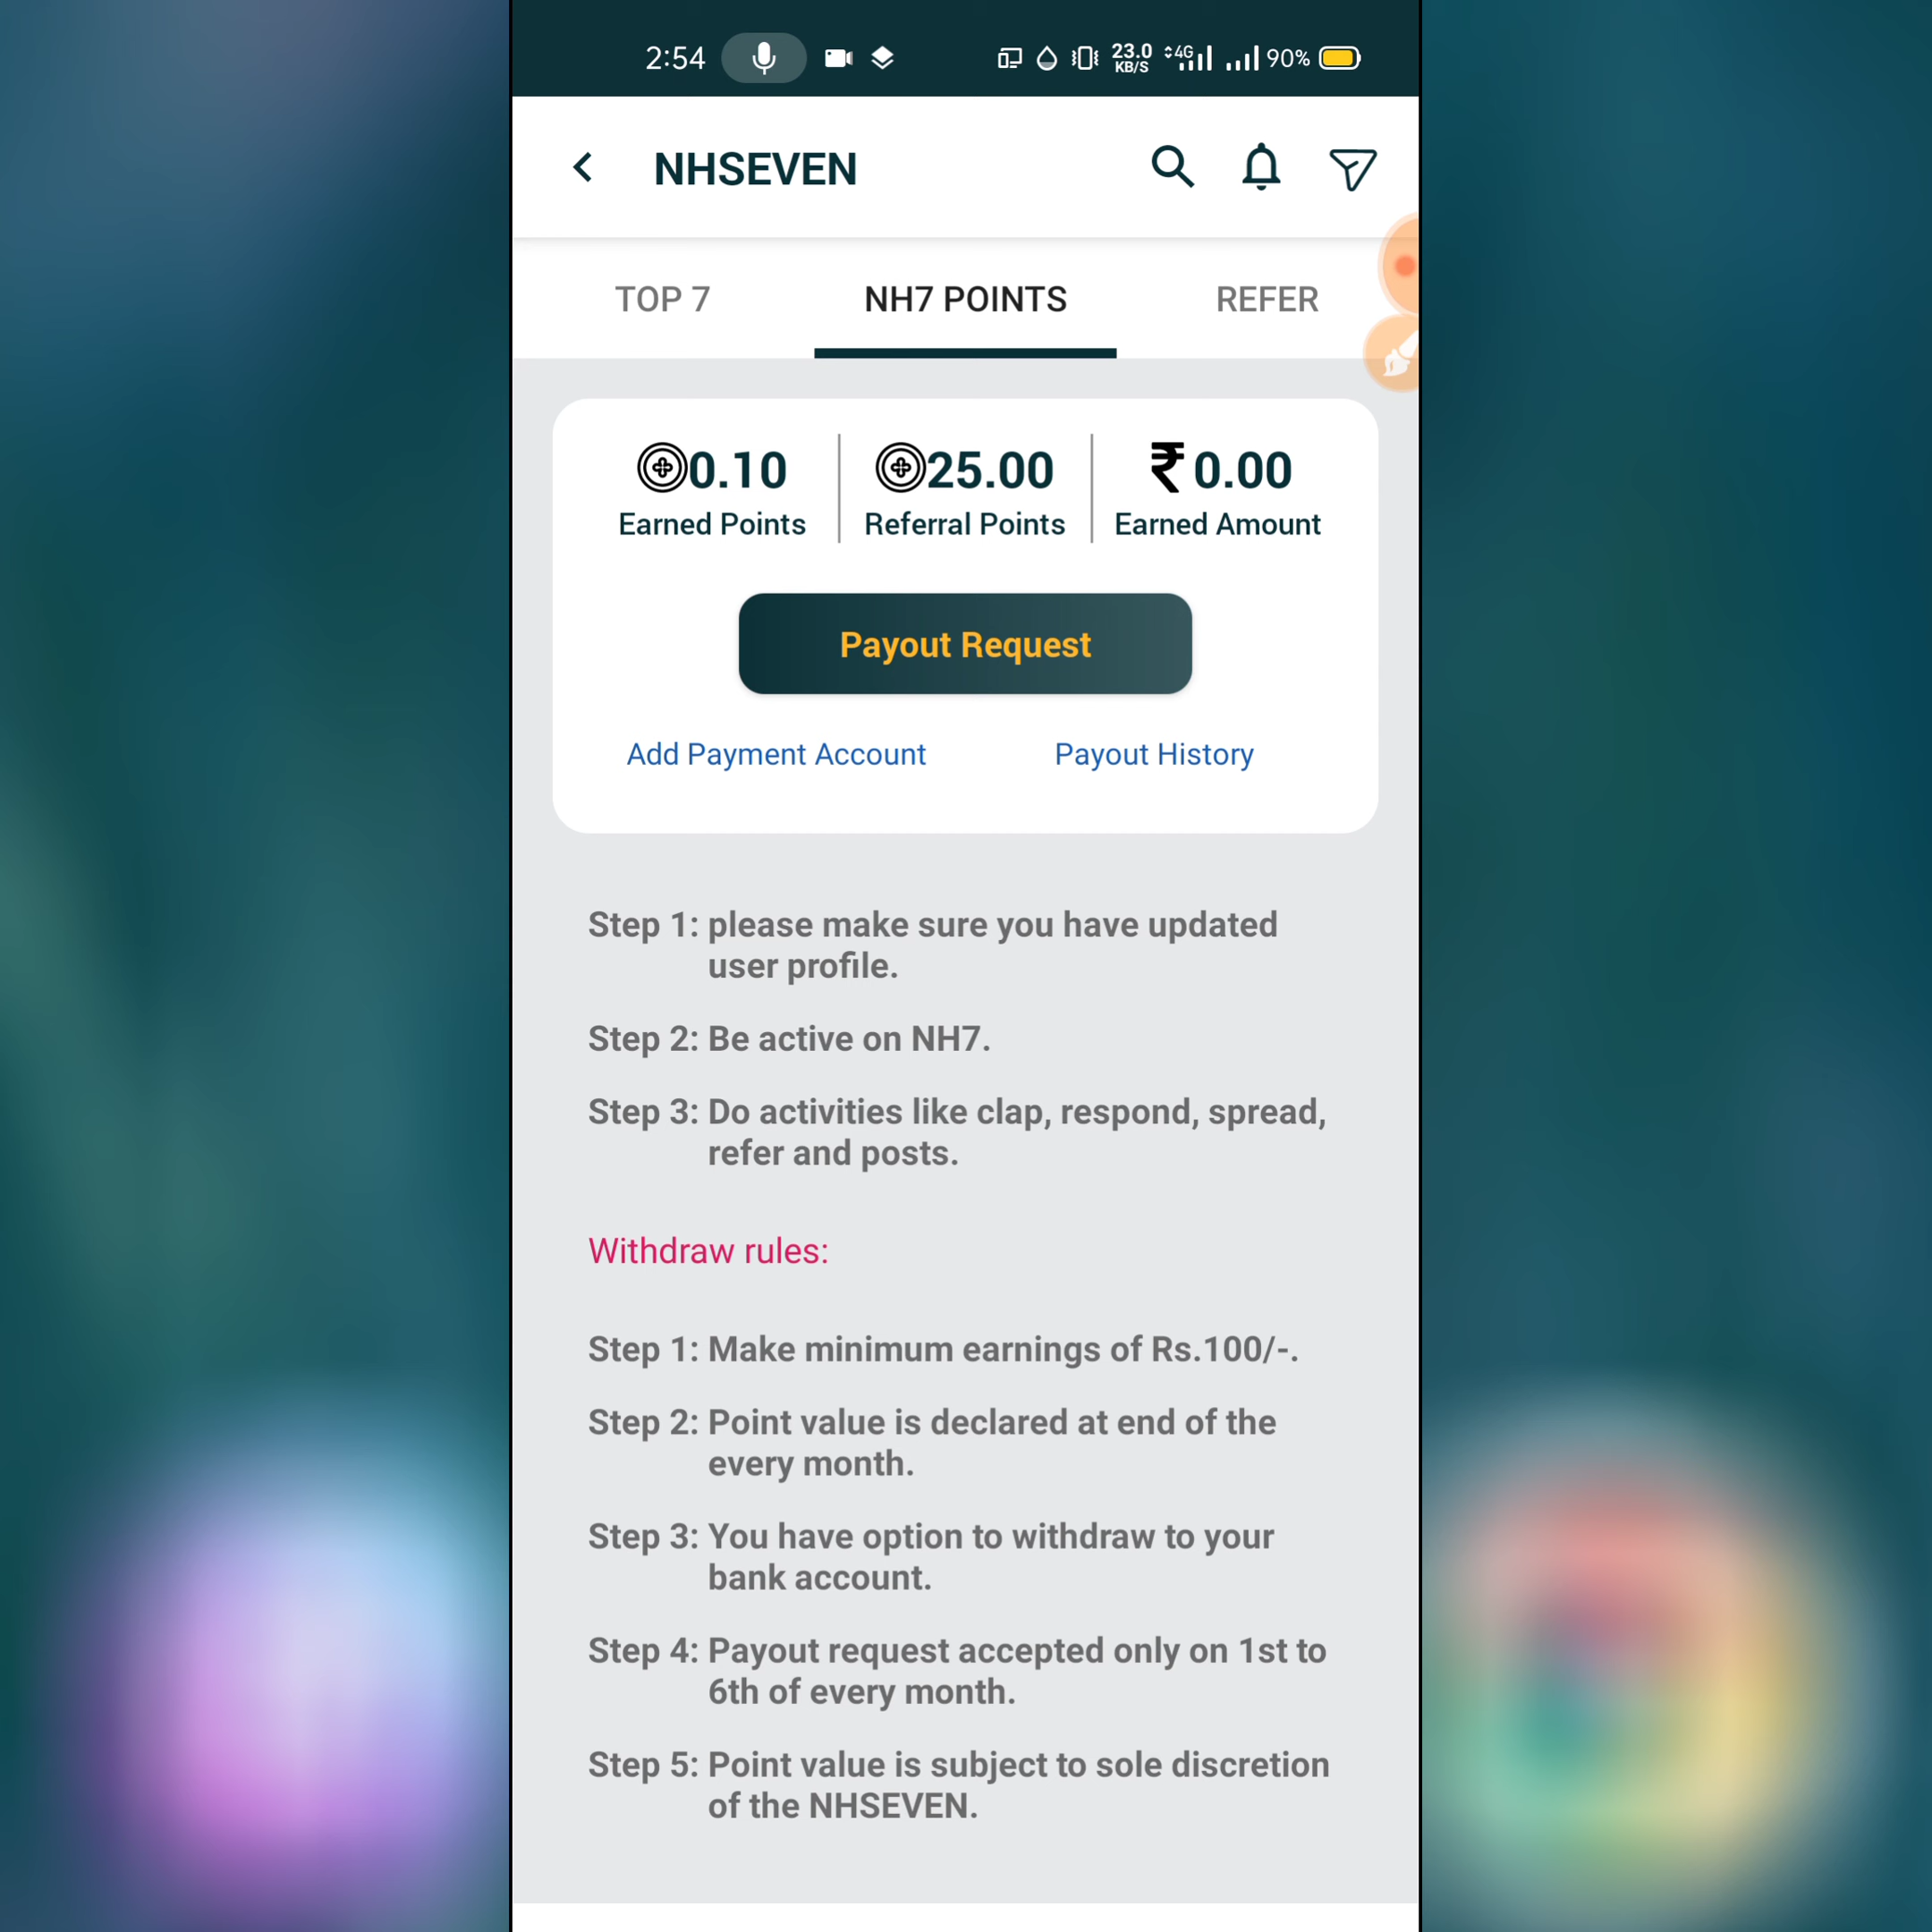 2:54 23.0 KB/S 4G 90%
NHSEVEN
TOP 7 NH7 POINTS REFER
0.10 25.00 ₹ 0.00
Earned Points Referral Points Earned Amount
Payout Request
Add Payment Account Payout History
Step 1: please make sure you have updated
user profile.
Step 2: Be active on NH7.
Step 3: Do activities like clap, respond, spread,
refer and posts.
Withdraw rules:
Step 1: Make minimum earnings of Rs.100/-.
Step 2: Point value is declared at end of the
every month.
Step 3: You have option to withdraw to your
bank account.
Step 4: Payout request accepted only on 1st to
6th of every month.
Step 5: Point value is subject to sole discretion
of the NHSEVEN.